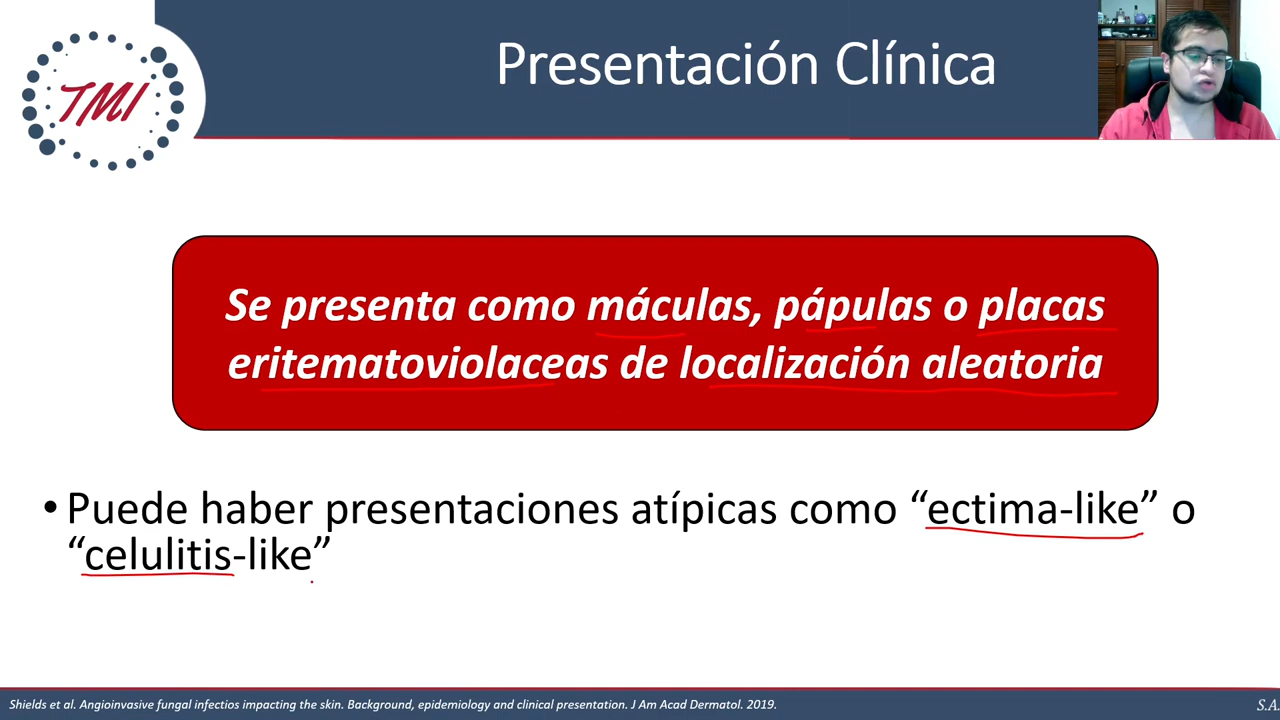 Presentación Clínica
TMI
Se presenta como máculas, pápulas o placas
eritematoviolaceas de localización aleatoria
• Puede haber presentaciones atípicas como “ectima-like” o
“celulitis-like”
Shields et al. Angioinvasive fungal infectios impacting the skin. Background, epidemiology and clinical presentation. J Am Acad Dermatol. 2019.
S.A.